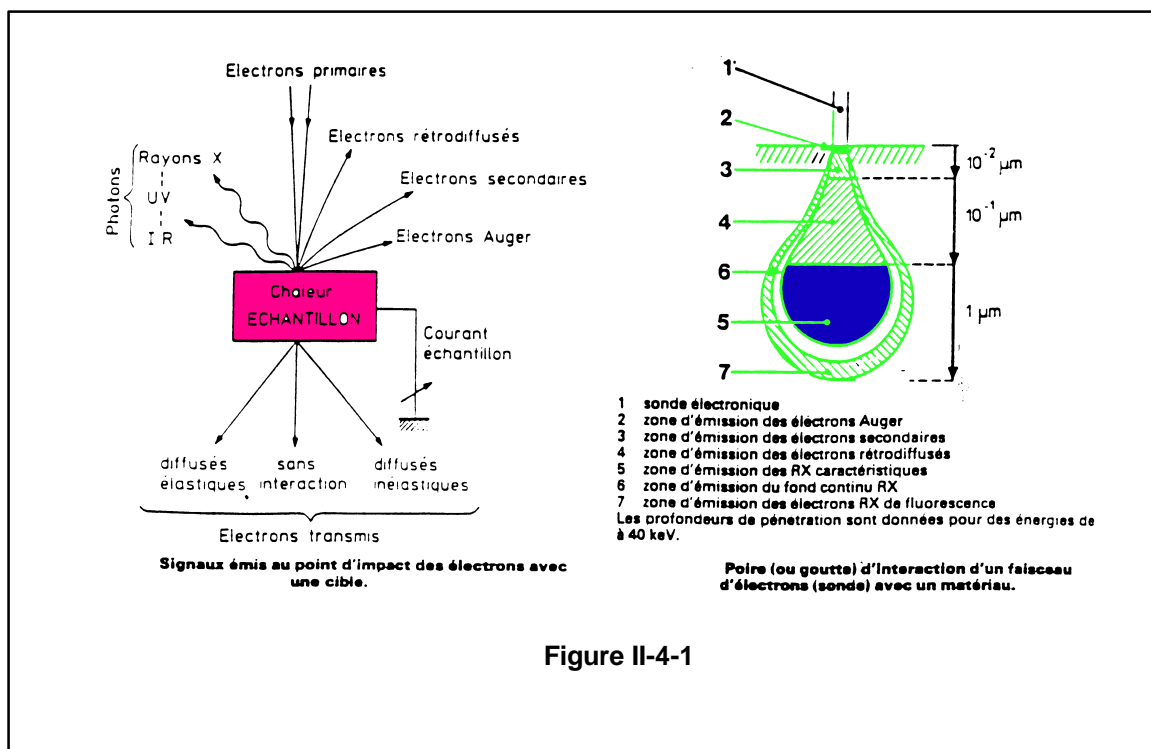 Electrons primaires
Electrons rétrodiffusés
Rayons X
Electrons secondaires
Photons
UV
IR
Electrons Auger
Chaleur
ECHANTILLON
Courant
échantillon
diffusés
élastiques
sans
interaction
diffusés
inélastiques
Electrons transmis
Signaux émis au point d'impact des électrons avec
une cible.
1
2
3
4
6
5
7
10-2 µm
10-1 µm
1 µm
1 sonde électronique
2 zone d'émission des électrons Auger
3 zone d'émission des électrons secondaires
4 zone d'émission des électrons rétrodiffusés
5 zone d'émission des RX caractéristiques
6 zone d'émission du fond continu RX
7 zone d'émission des électrons RX de fluorescence
Les profondeurs de pénetration sont données pour des énergies de
à 40 keV.
Poire (ou goutte) d'interaction d'un faisceau
d'électrons (sonde) avec un matériau.
Figure II-4-1